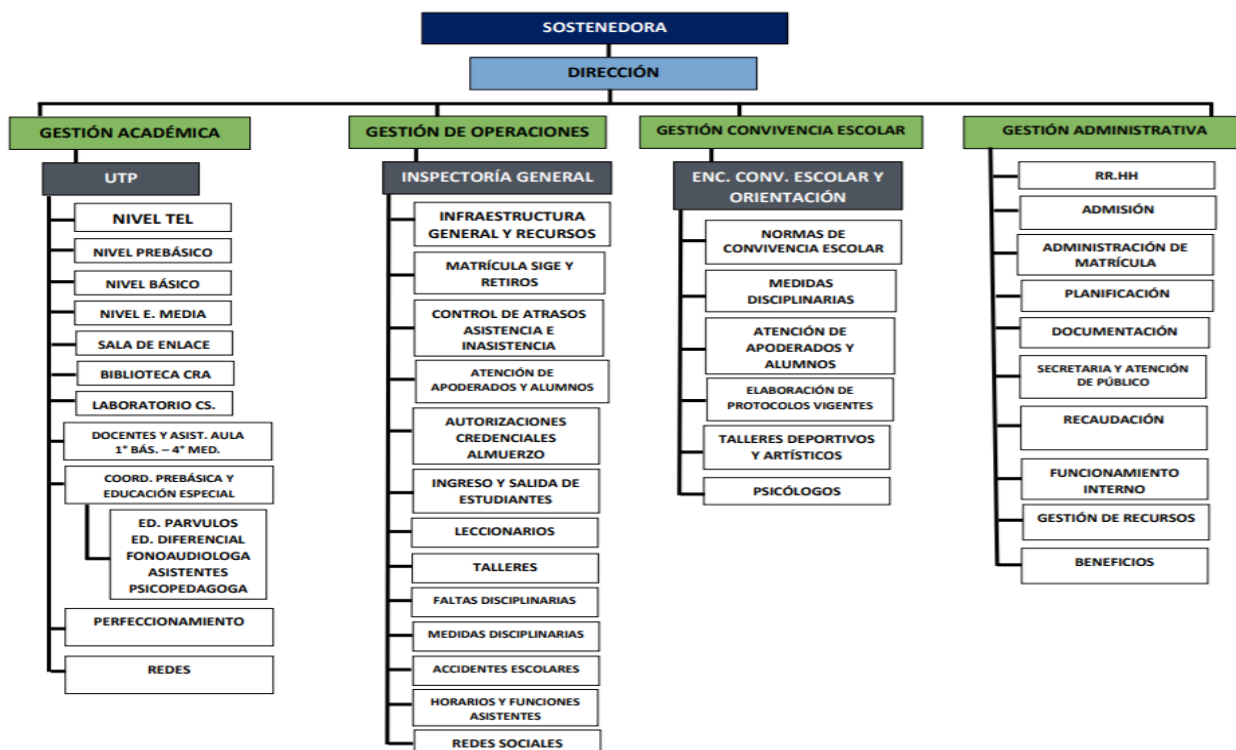 SOSTENEDORA
DIRECCIÓN
GESTIÓN ACADÉMICA
UTP
NIVEL TEL
NIVEL PREBÁSICO
NIVEL BÁSICO
NIVEL E. MEDIA
SALA DE ENLACE
BIBLIOTECA CRA
LABORATORIO CS.
DOCENTES Y ASIST. AULA
1° BÁS. – 4° MED.
COORD. PREBÁSICA Y
EDUCACIÓN ESPECIAL
ED. PARVULOS
ED. DIFERENCIAL
FONOAUDIOLOGA
ASISTENTES
PSICOPEDAGOGA
PERFECCIONAMIENTO
REDES
GESTIÓN DE OPERACIONES
INSPECTORÍA GENERAL
INFRAESTRUCTURA
GENERAL Y RECURSOS
MATRÍCULA SIGE Y
RETIROS
CONTROL DE ATRASOS
ASISTENCIA E
INASISTENCIA
ATENCIÓN DE
APODERADOS Y ALUMNOS
AUTORIZACIONES
CREDENCIALES
ALMUERZO
INGRESO Y SALIDA DE
ESTUDIANTES
LECCIONARIOS
TALLERES
FALTAS DISCIPLINARIAS
MEDIDAS DISCIPLINARIAS
ACCIDENTES ESCOLARES
HORARIOS Y FUNCIONES
ASISTENTES
REDES SOCIALES
GESTIÓN CONVIVENCIA ESCOLAR
ENC. CONV. ESCOLAR Y
ORIENTACIÓN
NORMAS DE
CONVIVENCIA ESCOLAR
MEDIDAS
DISCIPLINARIAS
ATENCIÓN DE
APODERADOS Y
ALUMNOS
ELABORACIÓN DE
PROTOCOLOS VIGENTES
TALLERES DEPORTIVOS
Y ARTÍSTICOS
PSICÓLOGOS
GESTIÓN ADMINISTRATIVA
RR.HH
ADMISIÓN
ADMINISTRACIÓN DE
MATRÍCULA
PLANIFICACIÓN
DOCUMENTACIÓN
SECRETARIA Y ATENCIÓN
DE PÚBLICO
RECAUDACIÓN
FUNCIONAMIENTO
INTERNO
GESTIÓN DE RECURSOS
BENEFICIOS